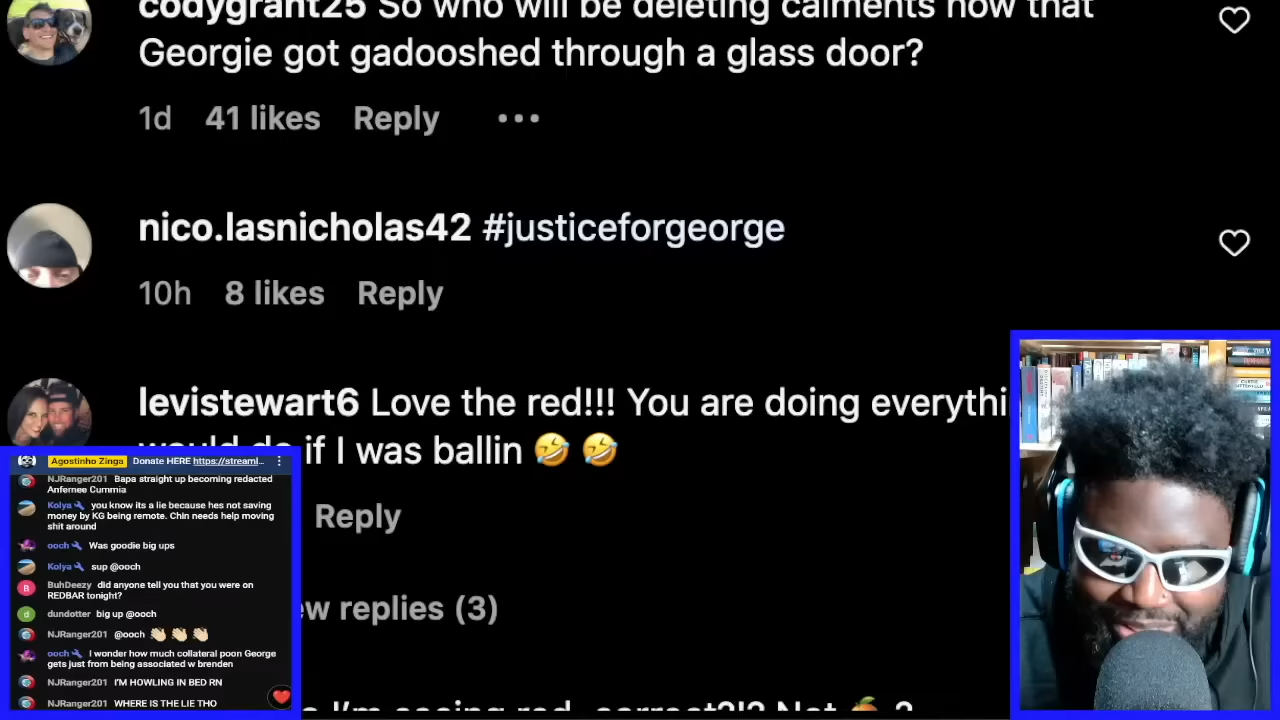 codygrant25 So who will be deleting calments now that
Georgie got gadooshed through a glass door?
1d 41 likes Reply
nico.lasnicholas42 #justiceforgeorge
10h 8 likes Reply
levistewart6 Love the red!!! You are doing everythi
would do if I was ballin 🤣 🤣
Reply
ew replies (3)
I'm seeing red, correct?!? Not 🍊 ?
Agostinho Zinga Donate HERE https://streaml...
NJRanger201 Bapa straight up becoming redacted
Anfernee Cummia
Kolya you know its a lie because hes not saving
money by KG being remote. Chin needs help moving
shit around
ooch Was goodie big ups
Kolya sup @ooch
B BuhDeezy did anyone tell you that you were on
REDBAR tonight?
d dundotter big up @ooch
NJRanger201 @ooch 👏🏼 👏🏼 👏🏼
ooch I wonder how much collateral poon George
gets just from being associated w brenden
NJRanger201 I'M HOWLING IN BED RN
NJRanger201 WHERE IS THE LIE THO